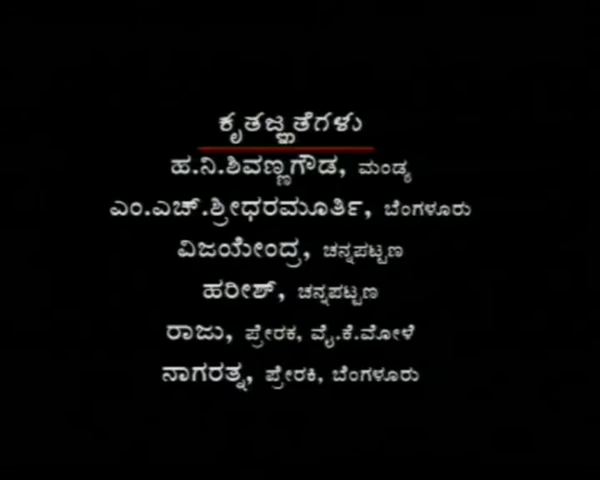 ಕೃತಜ್ಞತೆಗಳು
ಹ.ನಿ.ಶಿವಣ್ಣಗೌಡ, ಮಂಡ್ಯ
ಎಂ.ಎಚ್.ಶ್ರೀಧರಮೂರ್ತಿ, ಬೆಂಗಳೂರು
ವಿಜಯೇಂದ್ರ, ಚನ್ನಪಟ್ಟಣ
ಹರೀಶ್, ಚನ್ನಪಟ್ಟಣ
ರಾಜು, ಪ್ರೇರಕ, ವೈ.ಕೆ.ಮೋಳೆ
ನಾಗರತ್ನ, ಪ್ರೇರಕಿ, ಬೆಂಗಳೂರು